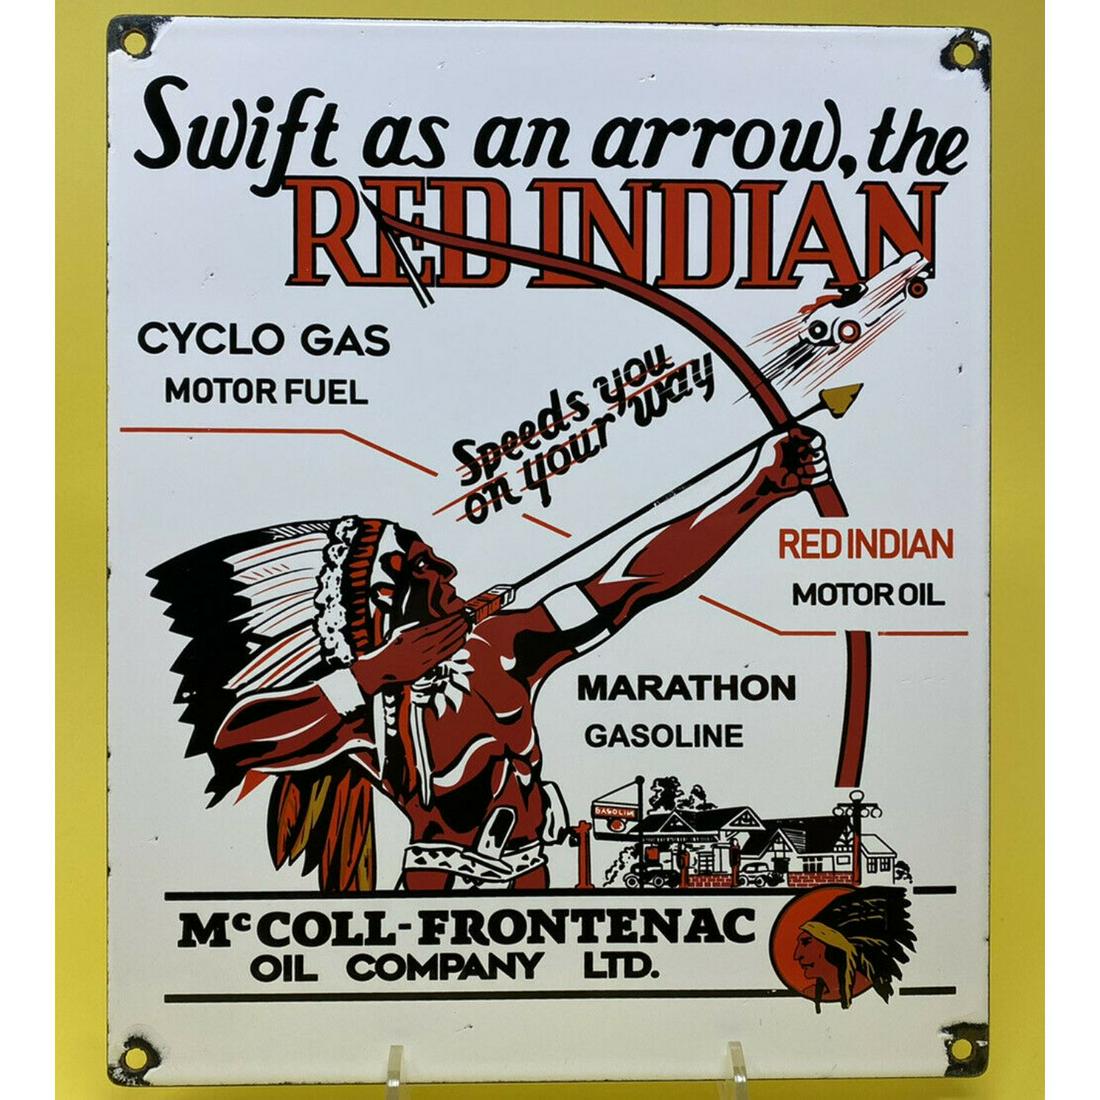 Swift as an arrow, the
RED INDIAN
CYCLO GAS
MOTOR FUEL
Speeds you
on your way
RED INDIAN
MOTOR OIL
MARATHON
GASOLINE
GASOLINE
McCOLL-FRONTENAC
OIL COMPANY LTD.